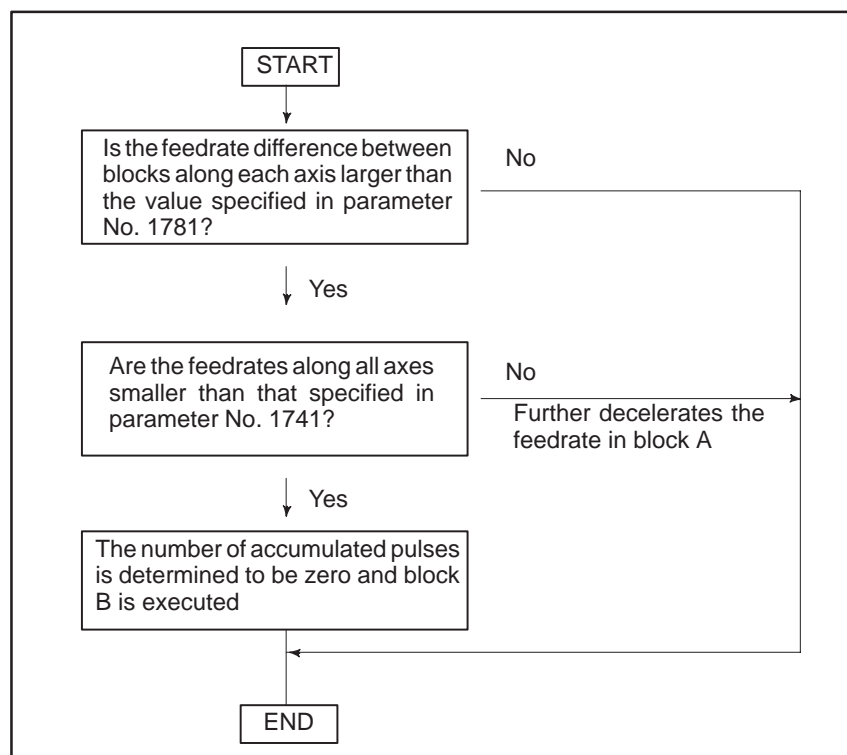 START
Is the feedrate difference between
blocks along each axis larger than
the value specified in parameter
No. 1781?
No
Yes
Are the feedrates along all axes
smaller than that specified in
parameter No. 1741?
No
Further decelerates the
feedrate in block A
Yes
The number of accumulated pulses
is determined to be zero and block
B is executed
END